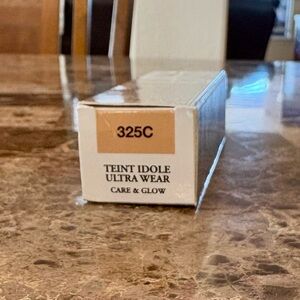 325C
TEINT IDOLE
ULTRA WEAR
CARE & GLOW